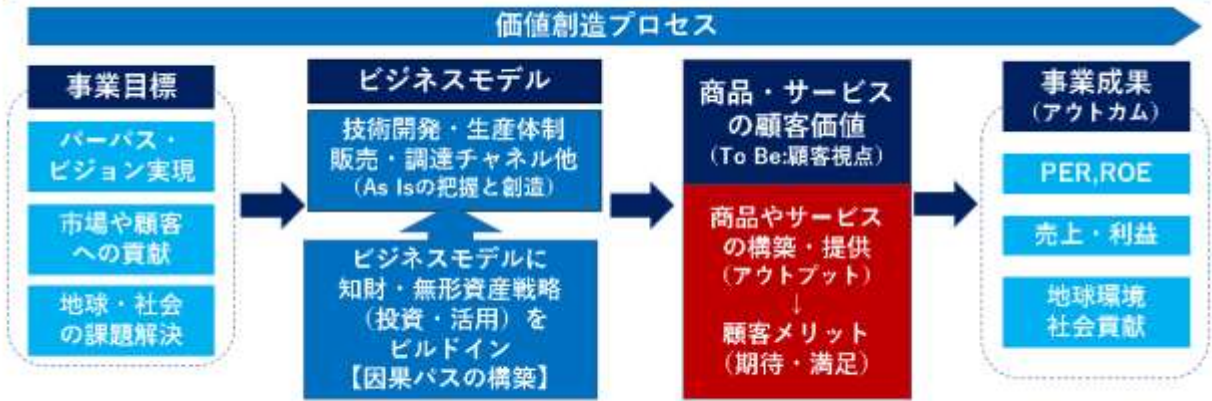 価値創造プロセス
事業目標
パーパス・
ビジョン実現
市場や顧客
への貢献
地球・社会
の課題解決
ビジネスモデル
技術開発・生産体制
販売・調達チャネル他
(As Isの把握と創造)
ビジネスモデルに
知財・無形資産戦略
(投資・活用)を
ビルドイン
【因果パスの構築】
商品・サービス
の顧客価値
(To Be:顧客視点)
商品やサービス
の構築・提供
(アウトプット)
↓
顧客メリット
(期待・満足)
事業成果
(アウトカム)
PER,ROE
売上・利益
地球環境
社会貢献